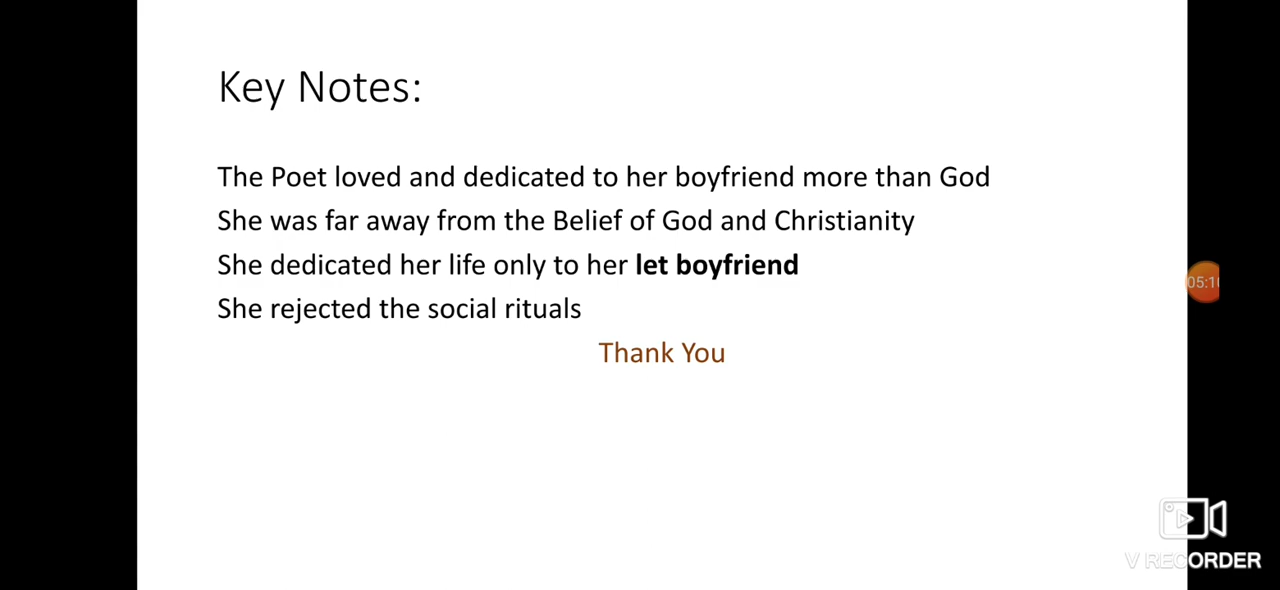 Key Notes:
The Poet loved and dedicated to her boyfriend more than God
She was far away from the Belief of God and Christianity
She dedicated her life only to her let boyfriend
She rejected the social rituals
Thank You
05:10
V RECORDER